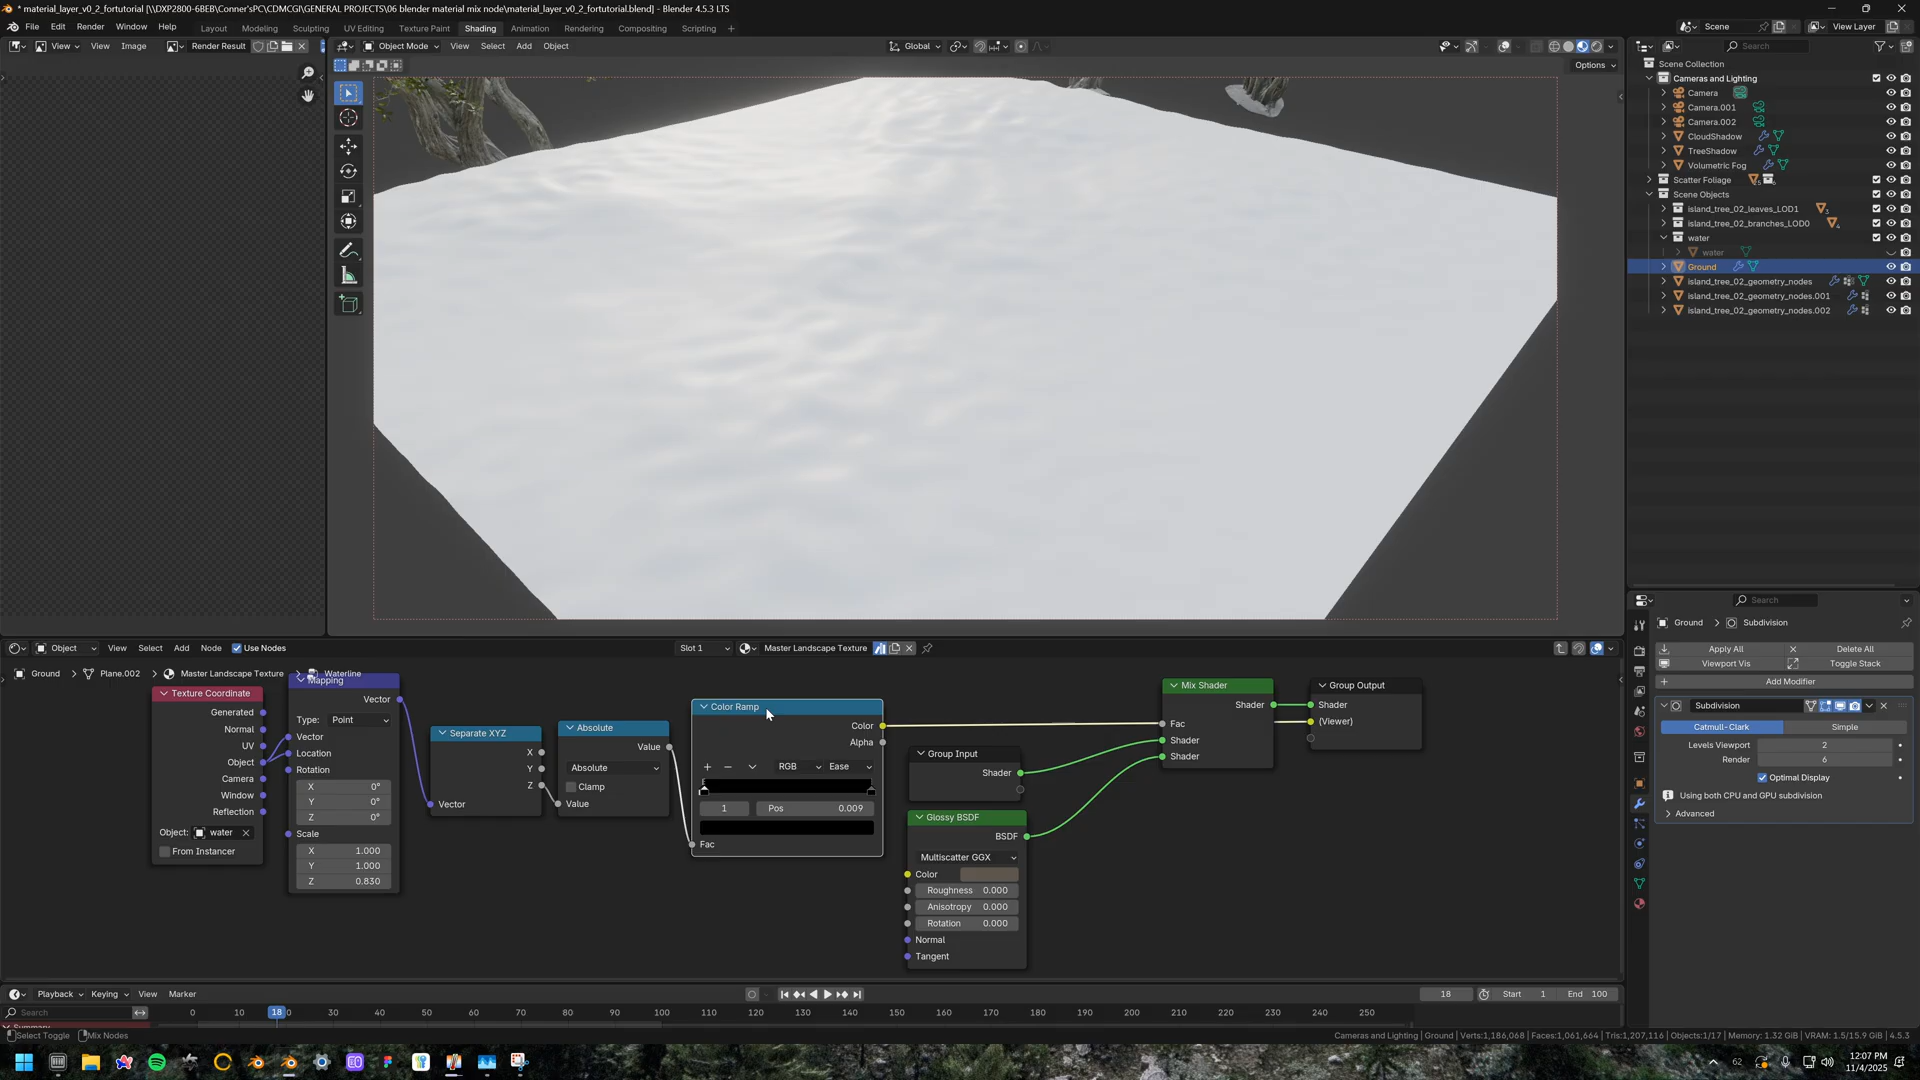 * material_layer_v0_2_fortutorial [\\DXP2800-6BEB\Conner'sPC\CDMCGI\GENERAL PROJECTS\06 blender material mix node\material_layer_v0_2_fortutorial.blend] - Blender 4.5.3 LTS
File Edit Render Window Help Layout Modeling Sculpting UV Editing Texture Paint Shading Animation Rendering Compositing Scripting + Scene View Layer
View View Image Render Result
Object Mode View Select Add Object Global
Options
Search
Scene Collection
Cameras and Lighting
Camera
Camera.001
Camera.002
CloudShadow
TreeShadow
Volumetric Fog
Scatter Foliage
Scene Objects
island_tree_02_leaves_LOD1
island_tree_02_branches_LOD0
water
water
Ground
island_tree_02_geometry_nodes
island_tree_02_geometry_nodes.001
island_tree_02_geometry_nodes.002
Search
Ground > Subdivision
Apply All
Delete All
Viewport Vis
Toggle Stack
Add Modifier
Subdivision
Catmull-Clark
Simple
Levels Viewport 2
Render 6
Optimal Display
Using both CPU and GPU subdivision
Advanced
Object View Select Add Node Use Nodes Slot 1 Master Landscape Texture
Ground > Plane.002 > Master Landscape Texture > Waterline
Texture Coordinate
Generated
Normal
UV
Object
Camera
Window
Reflection
Object: water
From Instancer
Mapping
Vector
Type: Point
Vector
Location
Rotation
X 0°
Y 0°
Z 0°
Scale
X 1.000
Y 1.000
Z 0.830
Separate XYZ
X
Y
Z
Vector
Absolute
Value
Absolute
Clamp
Value
Color Ramp
Color
Alpha
RGB Ease
1 Pos 0.009
Fac
Group Input
Shader
Glossy BSDF
BSDF
Multiscatter GGX
Color
Roughness 0.000
Anisotropy 0.000
Rotation 0.000
Normal
Tangent
Mix Shader
Shader
Fac
Shader
Shader
Group Output
Shader
(Viewer)
Playback Keying View Marker 18 Start 1 End 100
Search 0 10 18 30 40 50 60 70 80 90 100 110 120 130 140 150 160 170 180 190 200 210 220 230 240 250
Summary
Select Toggle Mix Nodes
Cameras and Lighting | Ground | Verts:1,186,068 | Faces:1,061,664 | Tris:1,207,116 | Objects:1/17 | Memory: 1.32 GiB | VRAM: 1.5/15.9 GiB | 4.5.3
62
12:07 PM
11/4/2025